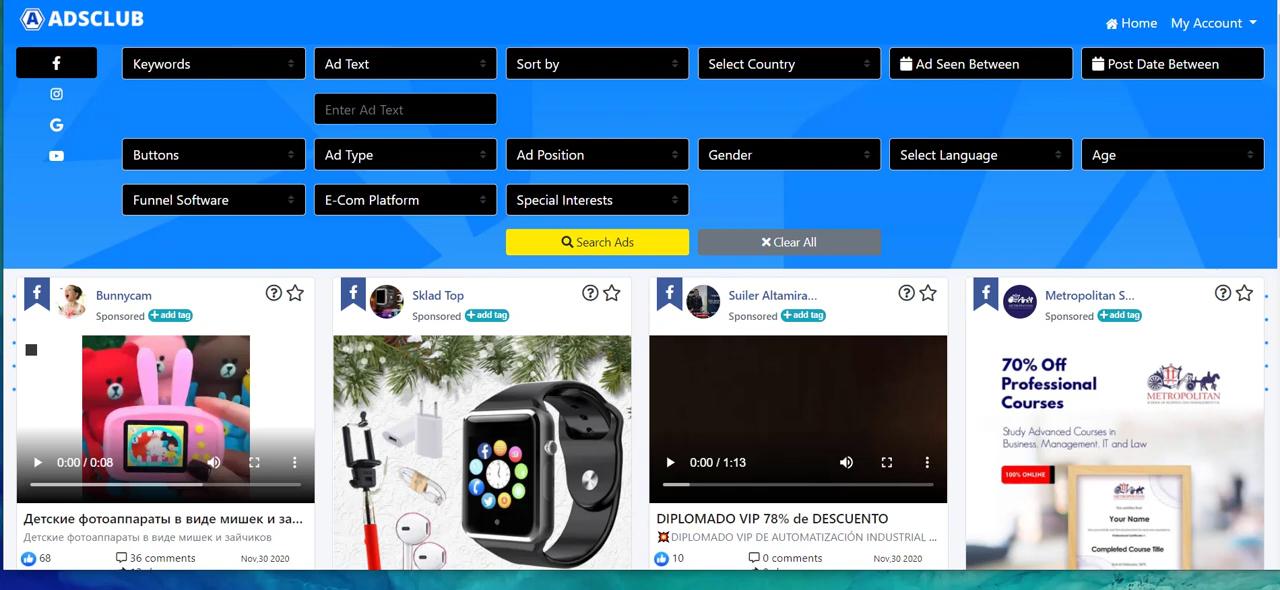 ADSCLUB
Home My Account
Keywords Ad Text Sort by Select Country Ad Seen Between Post Date Between
Enter Ad Text
Buttons Ad Type Ad Position Gender Select Language Age
Funnel Software E-Com Platform Special Interests
Search Ads Clear All
Bunnycam
Sponsored + add tag
0:00 / 0:08
Детские фотоаппараты в виде мишек и за...
Детские фотоаппараты в виде мишек и зайчиков
68 36 comments Nov,30 2020
Sklad Top
Sponsored + add tag
Suiler Altamira...
Sponsored + add tag
0:00 / 1:13
DIPLOMADO VIP 78% de DESCUENTO
DIPLOMADO VIP DE AUTOMATIZACIÓN INDUSTRIAL ...
10 0 comments Nov,30 2020
Metropolitan S...
Sponsored + add tag
70% Off
Professional
Courses
METROPOLITAN
Study Advanced Courses in
Business, Management, IT and Law
100% ONLINE
Your Name
Completed Course Title